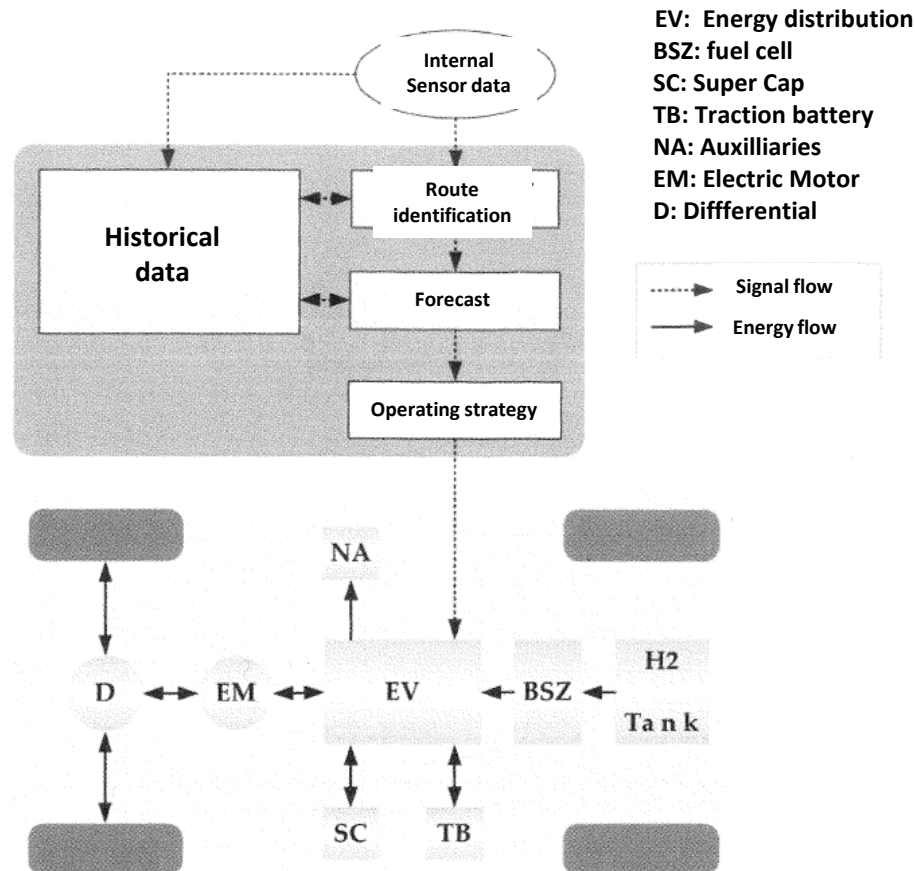 Internal
Sensor data
EV: Energy distribution
BSZ: fuel cell
SC: Super Cap
TB: Traction battery
NA: Auxilliaries
EM: Electric Motor
D: Diffferential
Route
identification
Historical
data
Forecast
Signal flow
Energy flow
Operating strategy
NA
D
EM
EV
BSZ
H2
Tank
SC
TB